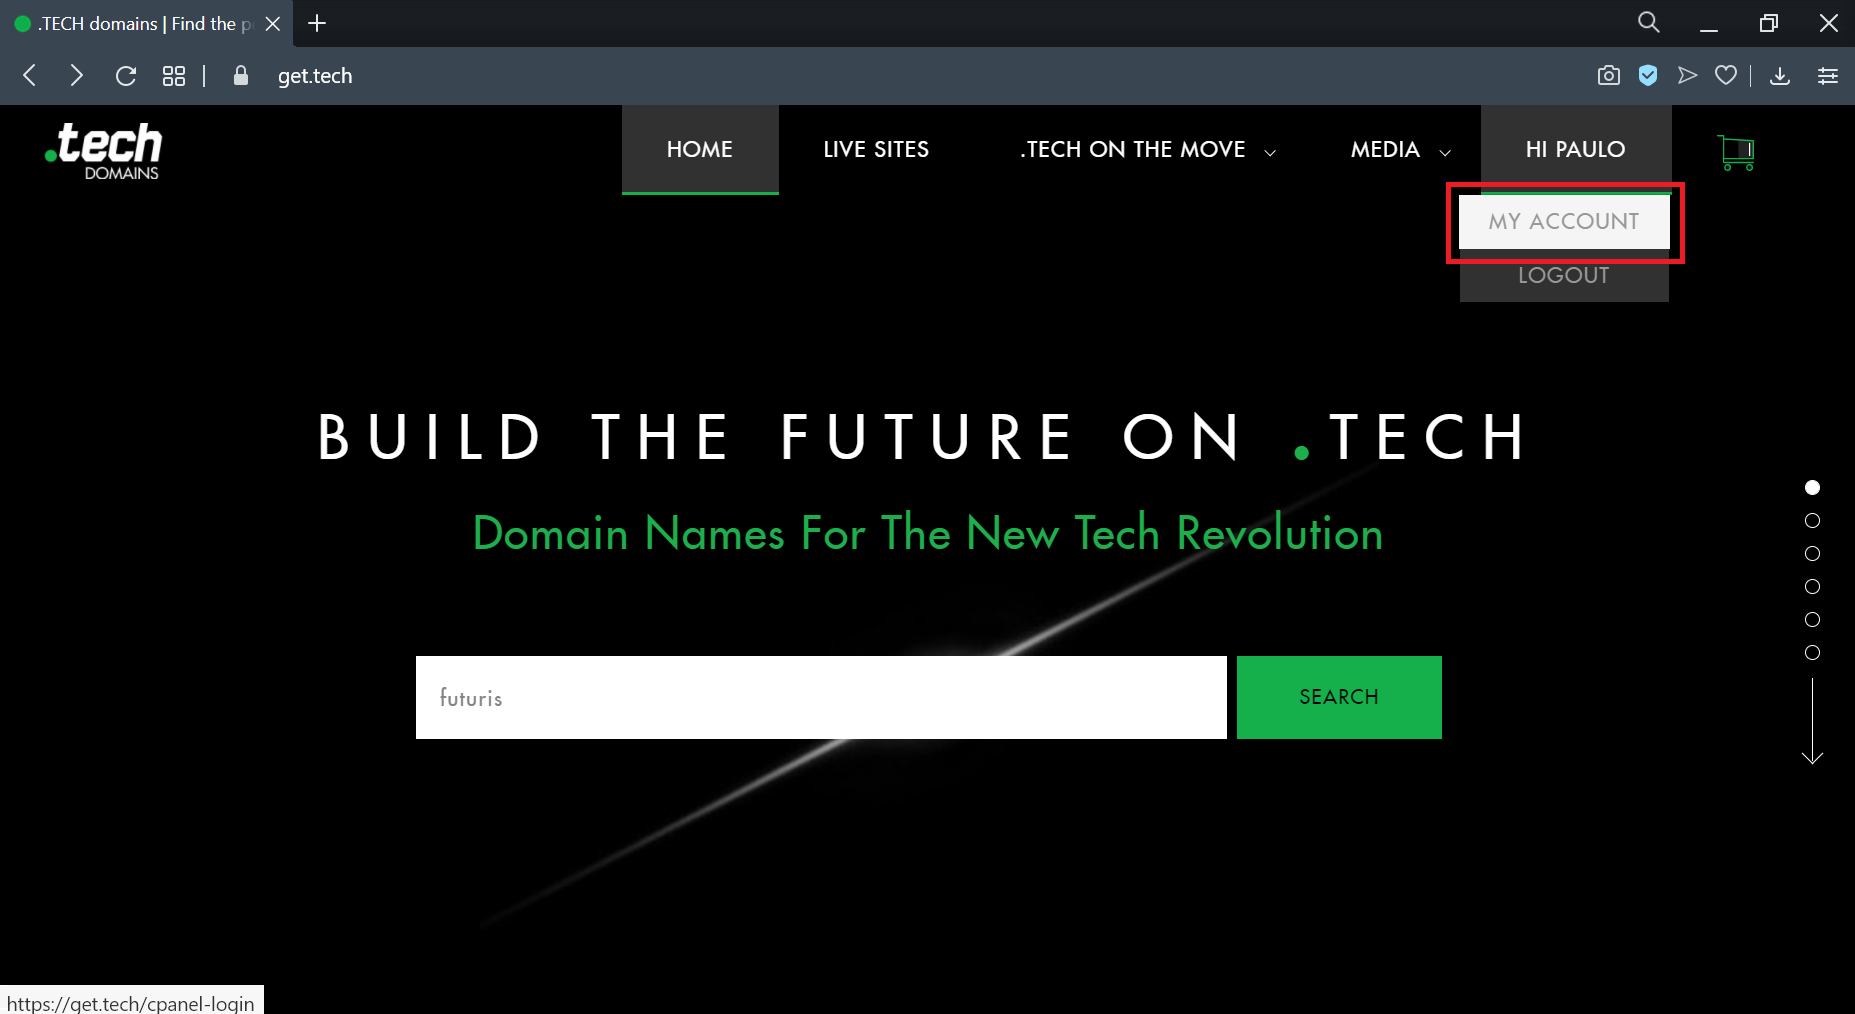 .TECH domains | Find the p
get.tech
.tech
DOMAINS
HOME
LIVE SITES
.TECH ON THE MOVE
MEDIA
HI PAULO
MY ACCOUNT
LOGOUT
BUILD THE FUTURE ON .TECH
Domain Names For The New Tech Revolution
futuris
SEARCH
https://get.tech/cpanel-login